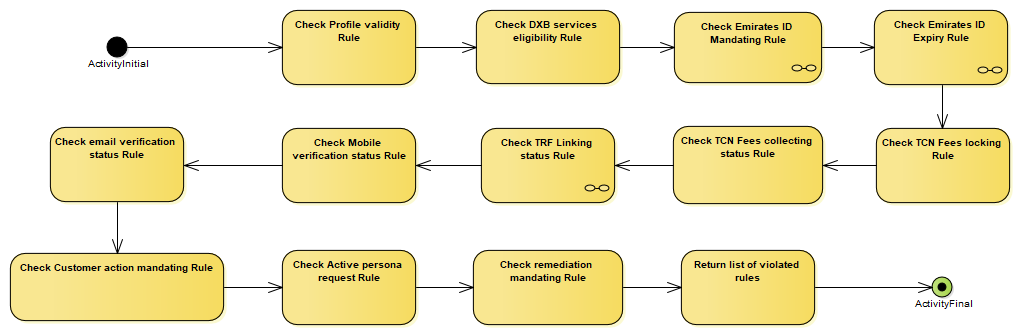 Check Profile validity
Rule
Check DXB services
eligibility Rule
Check Emirates ID
Mandating Rule
Check Emirates ID
Expiry Rule
ActivityInitial
Check email verification
status Rule
Check Mobile
verification status Rule
Check TRF Linking
status Rule
Check TCN Fees collecting
status Rule
Check TCN Fees locking
Rule
Check Customer action mandating Rule
Check Active persona
request Rule
Check remediation
mandating Rule
Return list of violated
rules
ActivityFinal